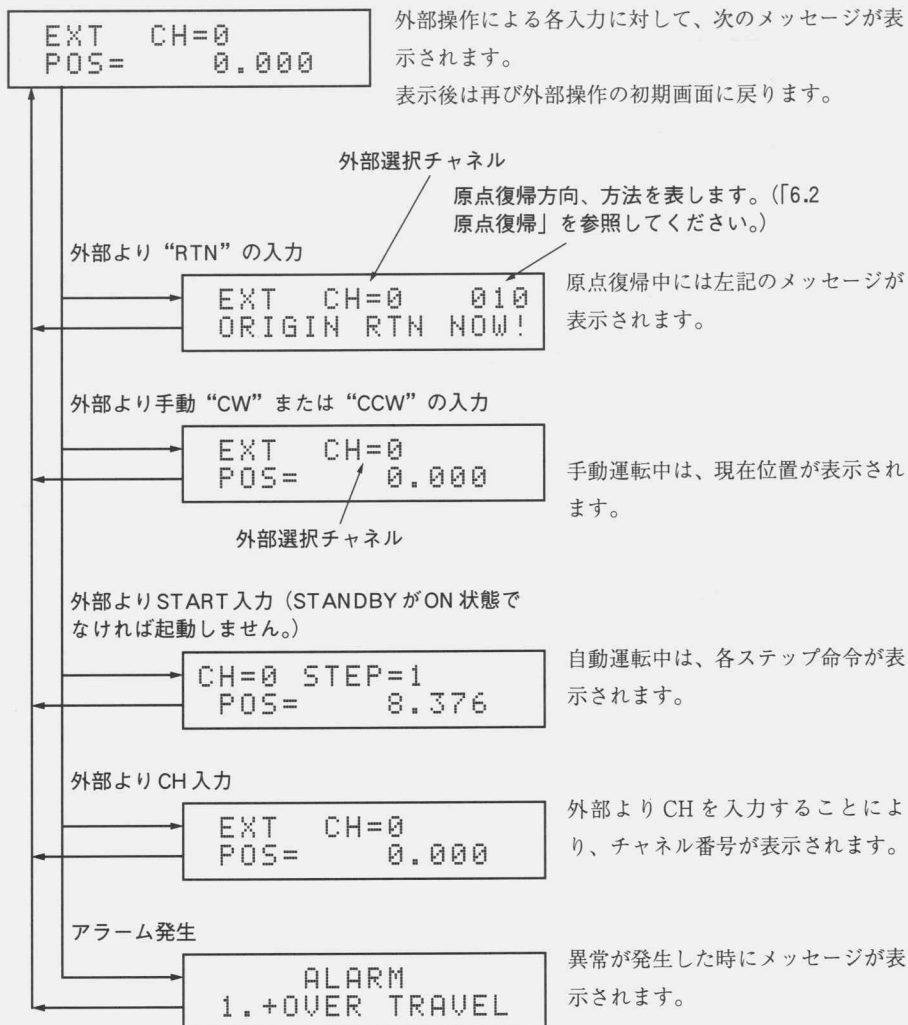 EXT CH=0
POS= 0.000
外部操作による各入力に対して、次のメッセージが表
示されます。
表示後は再び外部操作の初期画面に戻ります。
外部選択チャネル
原点復帰方向、方法を表します。(「6.2
原点復帰」を参照してください。)
外部より“RTN”の入力
EXT CH=0 010
ORIGIN RTN NOW!
原点復帰中には左記のメッセージが
表示されます。
外部より手動“CW”または“CCW”の入力
EXT CH=0
POS= 0.000
手動運転中は、現在位置が表示され
ます。
外部選択チャネル
外部よりSTART入力(STANDBYがON状態で
なければ起動しません。)
CH=0 STEP=1
POS= 8.376
自動運転中は、各ステップ命令が表
示されます。
外部よりCH入力
EXT CH=0
POS= 0.000
外部よりCHを入力することによ
り、チャネル番号が表示されます。
アラーム発生
ALARM
1.+OVER TRAVEL
異常が発生した時にメッセージが表
示されます。